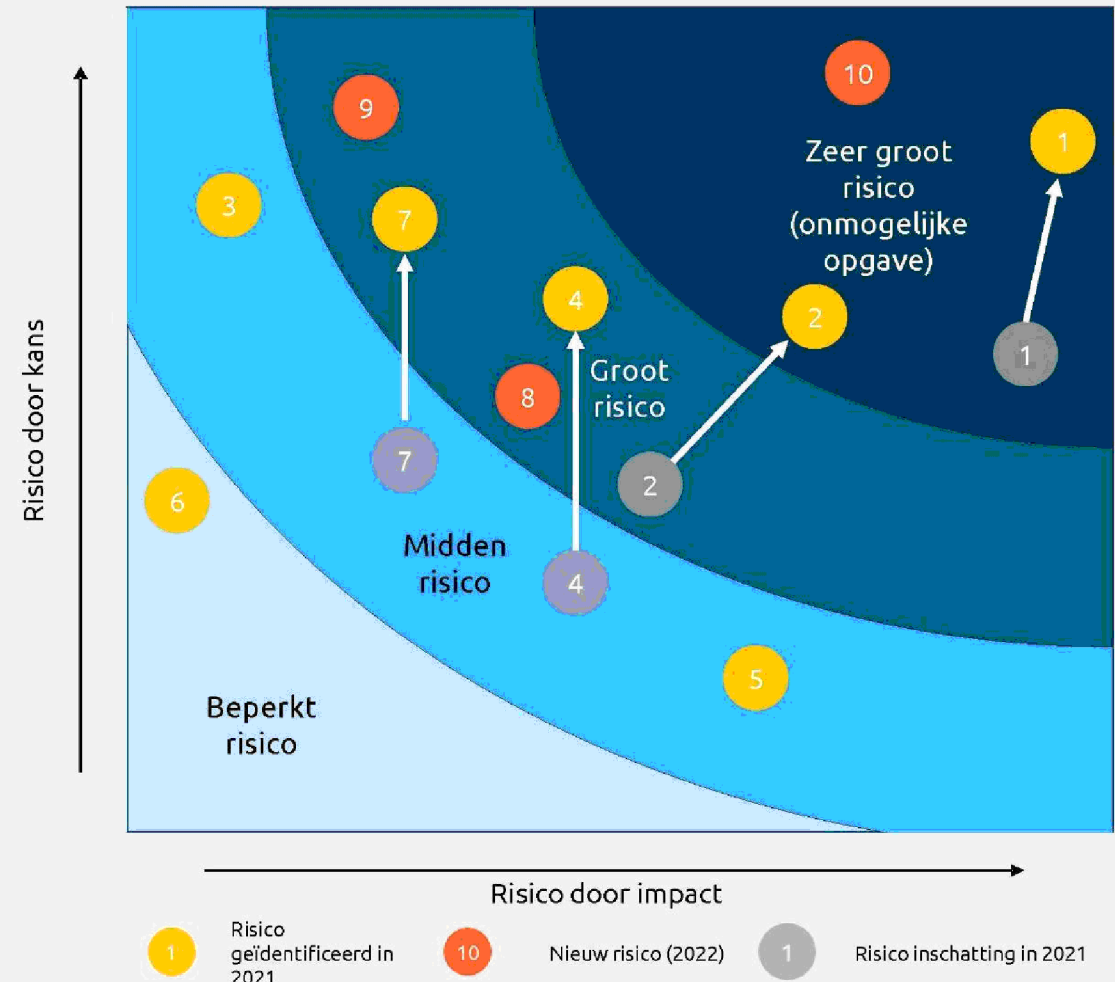 10
9
1
Zeer groot
risico
(onmogelijke
opgave)
3
7
4
2
1
Groot
risico
8
7
2
6
Midden
risico
4
5
Beperkt
risico
Risico door kans
Risico door impact
1
Risico
geïdentificeerd in
2021
10
Nieuw risico (2022)
1
Risico inschatting in 2021